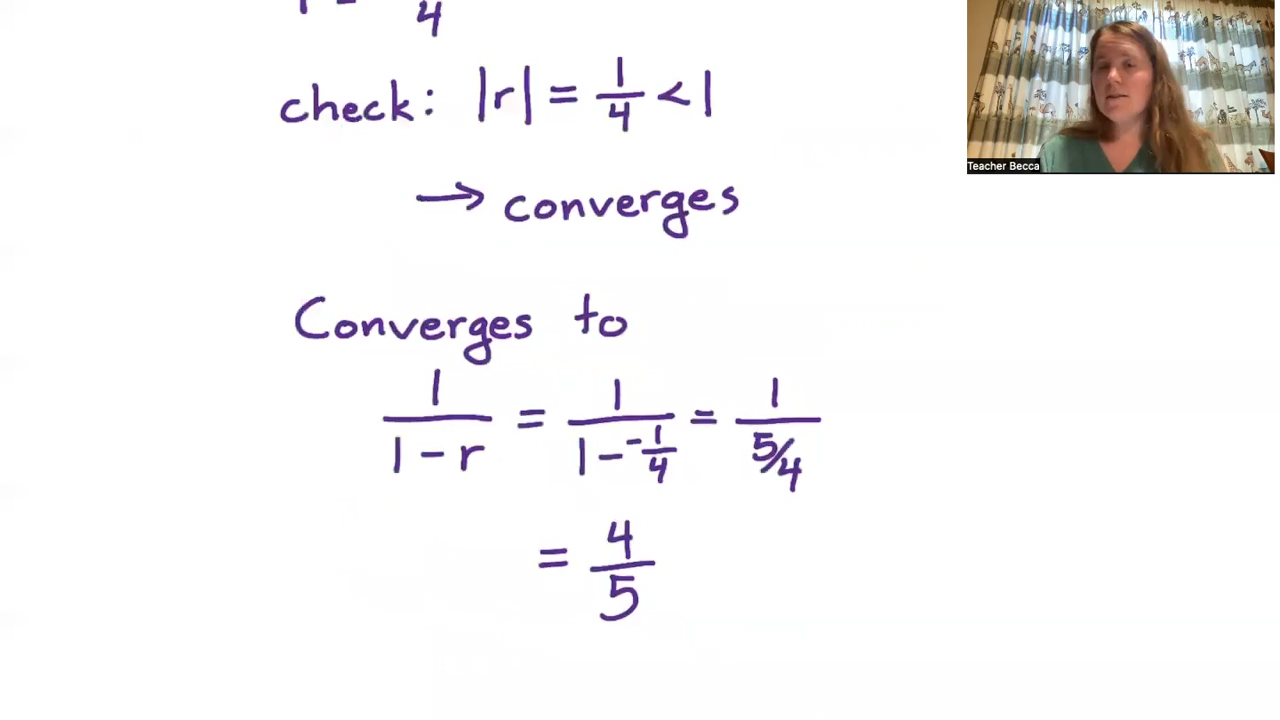 4
check: |r| = 1/4 < 1
→ converges
Converges to
1/(1 - r) = 1/(1 - -1/4) = 1/(5/4)
= 4/5
Teacher Becca